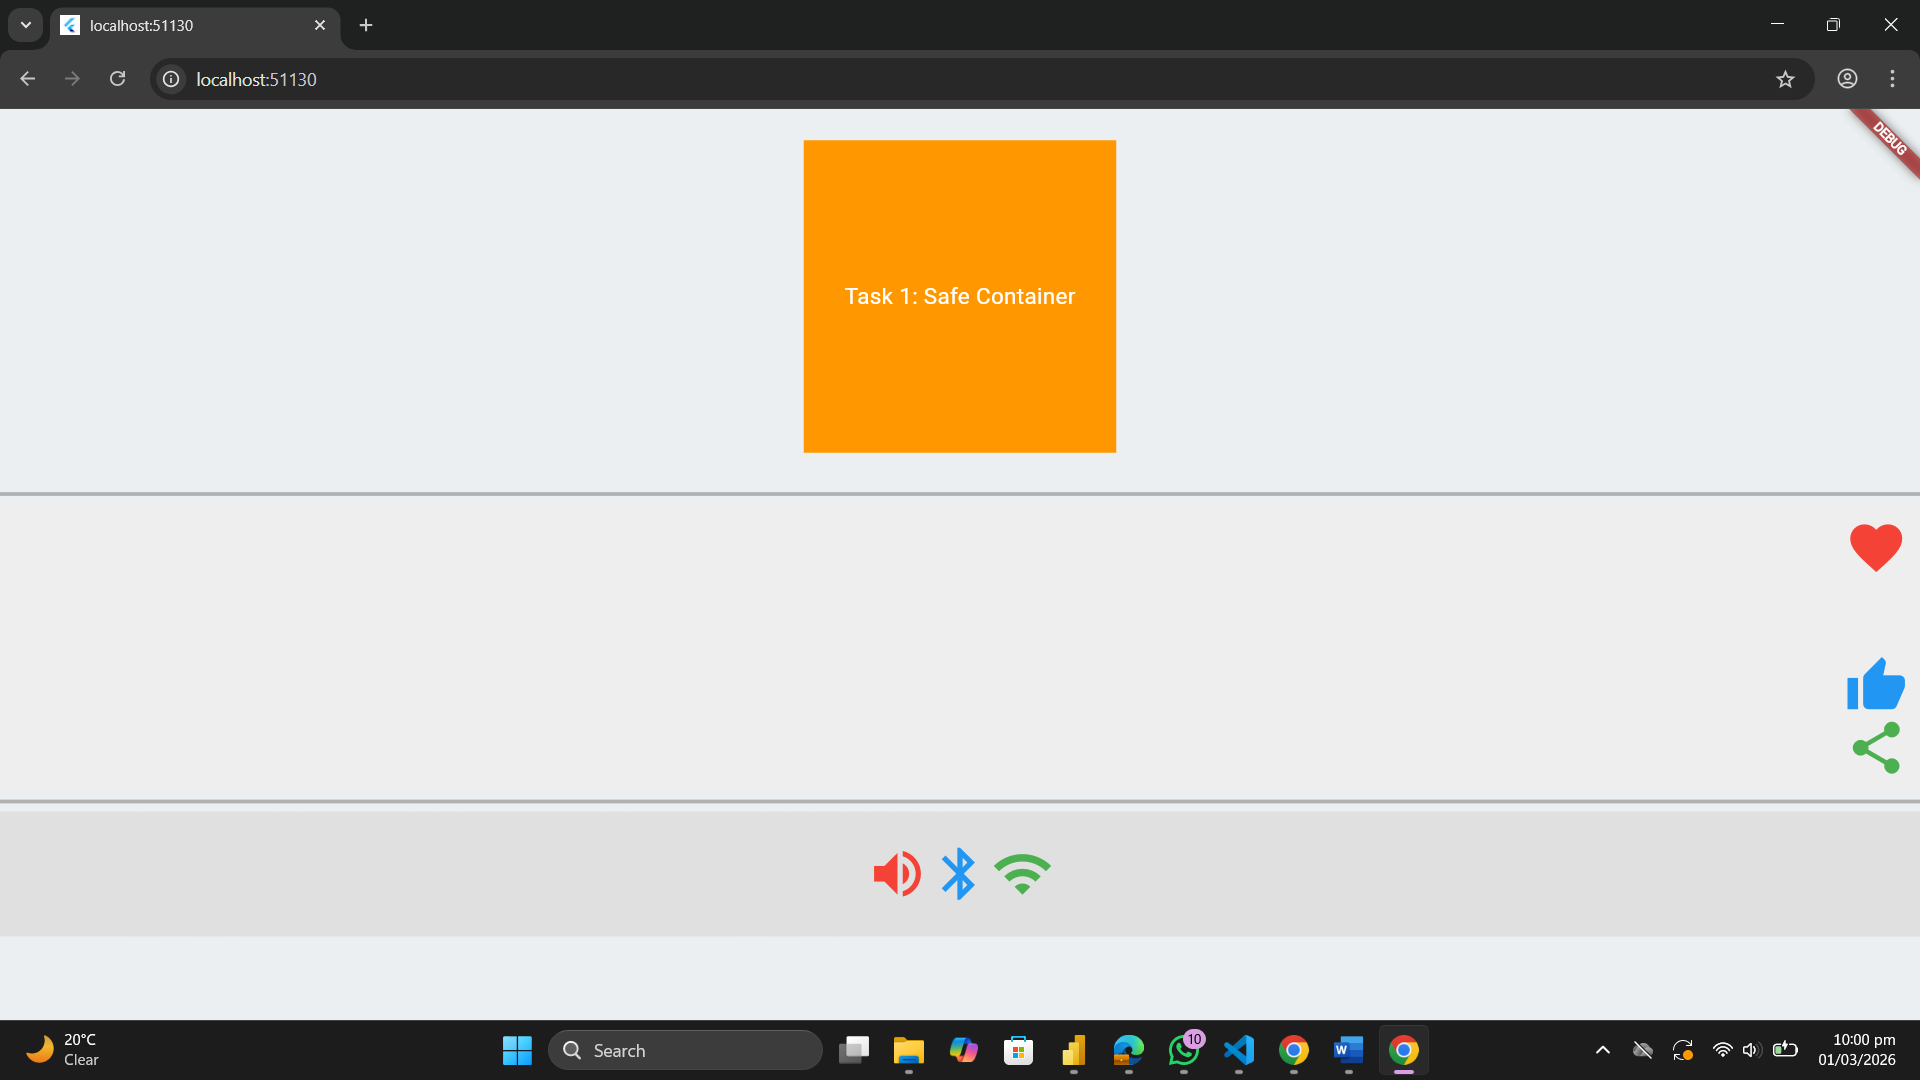 localhost:51130
localhost:51130
DEBUG
Task 1: Safe Container
20°C
Clear
Search
10
W
10:00 pm
01/03/2026